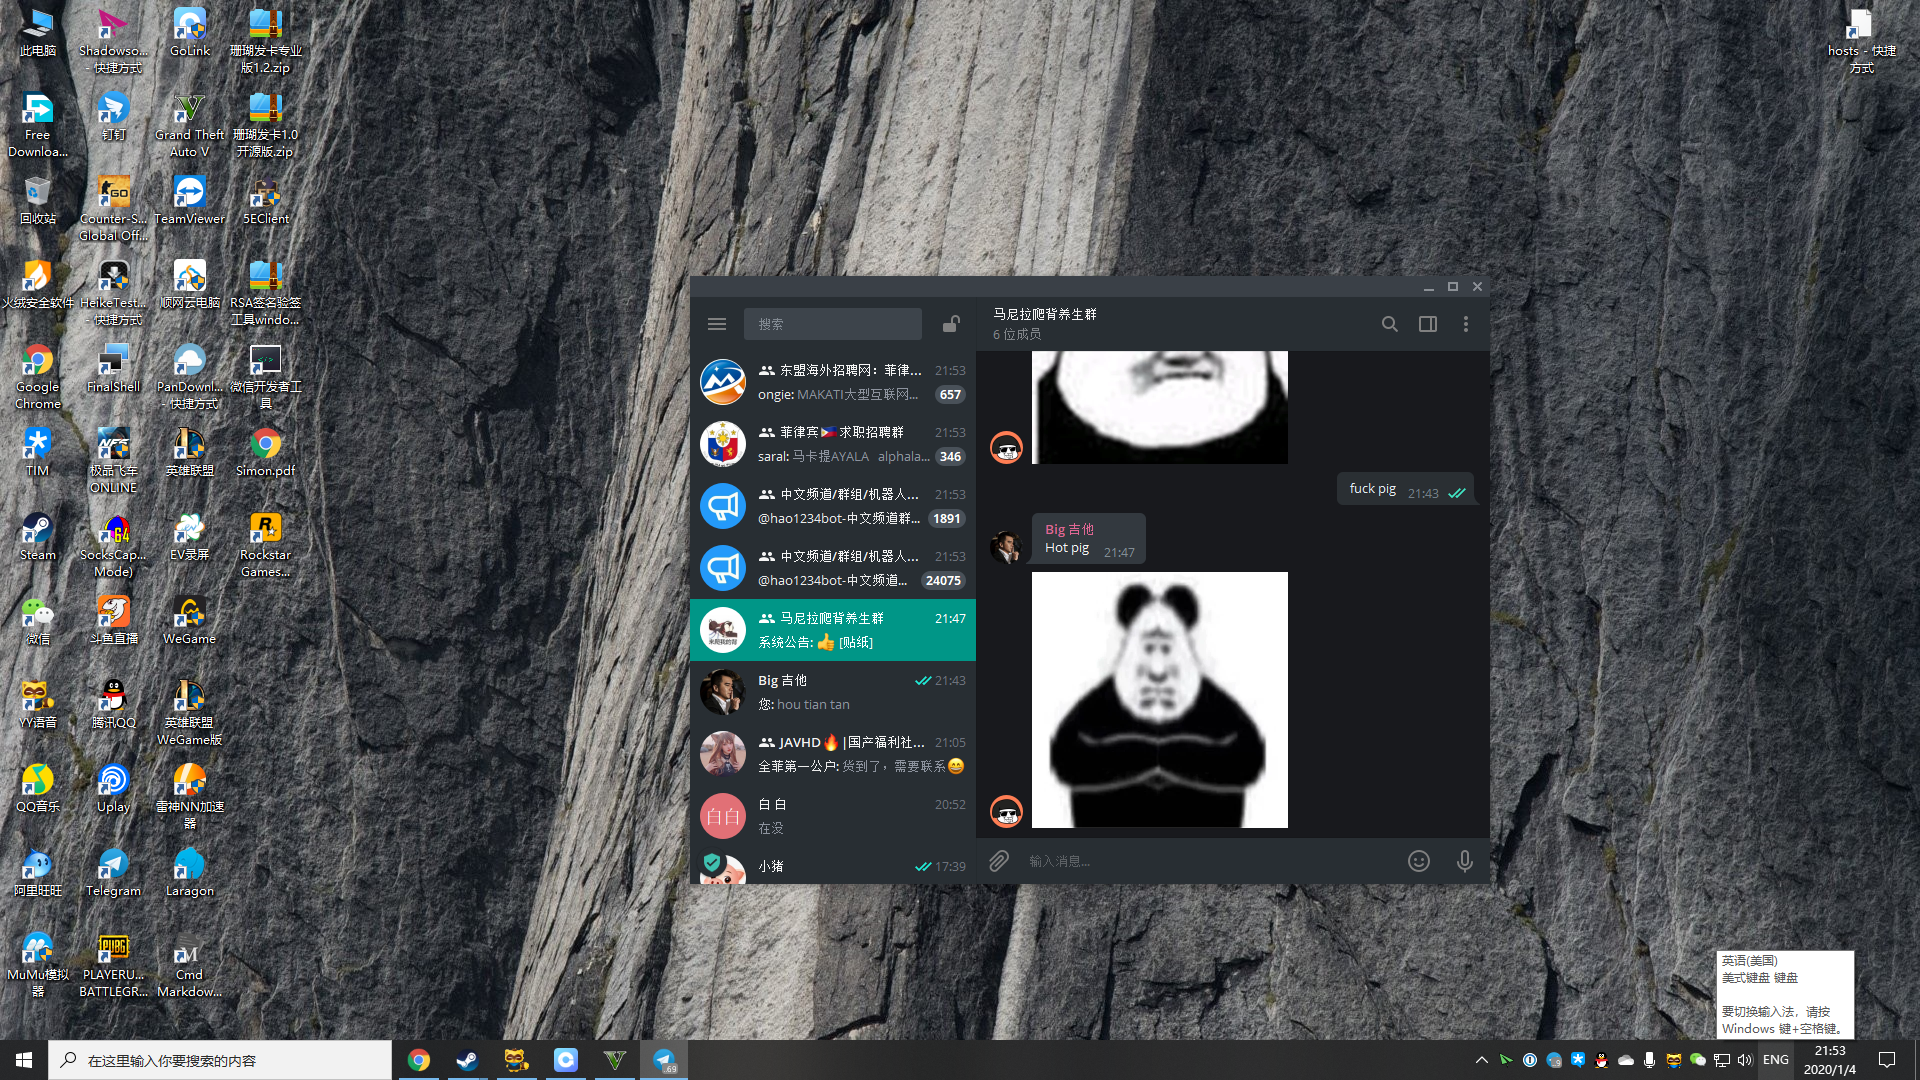 此电脑
Shadowso...
- 快捷方式
GoLink
珊瑚发卡专业
版1.2.zip
hosts - 快捷
方式
Free
Downloa...
钉钉
Grand Theft
Auto V
珊瑚发卡1.0
开源版.zip
回收站
Counter-S...
Global Off...
TeamViewer
5EClient
火绒安全软件
HeikeTest...
- 快捷方式
顺网云电脑
RSA签名验签
工具windo...
Google
Chrome
FinalShell
PanDownl...
- 快捷方式
微信开发者工
具
TIM
极品飞车
ONLINE
英雄联盟
Simon.pdf
Steam
SocksCap...
Mode)
EV录屏
Rockstar
Games...
微信
斗鱼直播
WeGame
YY语音
腾讯QQ
英雄联盟
WeGame版
QQ音乐
Uplay
雷神NN加速
器
阿里旺旺
Telegram
Laragon
MuMu模拟
器
PLAYERU...
BATTLEGR...
Cmd
Markdow...
搜索
东盟海外招聘网：菲律... 21:53
ongie: MAKATI大型互联网... 657
菲律宾🇵🇭求职招聘群 21:53
saral: 马卡提AYALA alphala... 346
中文频道/群组/机器人... 21:53
@hao1234bot-中文频道群... 1891
中文频道/群组/机器人... 21:53
@hao1234bot-中文频道... 24075
马尼拉爬背养生群 21:47
系统公告: 👍 [贴纸]
Big 吉他 21:43
您: hou tian tan
JAVHD🔥|国产福利社... 21:05
全菲第一公户: 货到了，需要联系😄
白白
白 白 20:52
在没
小猪 17:39
马尼拉爬背养生群
6 位成员
fuck pig 21:43
Big 吉他
Hot pig 21:47
输入消息...
英语(美国)
美式键盘 键盘
要切换输入法，请按
Windows 键+空格键。
在这里输入你要搜索的内容
.69
ENG
21:53
2020/1/4